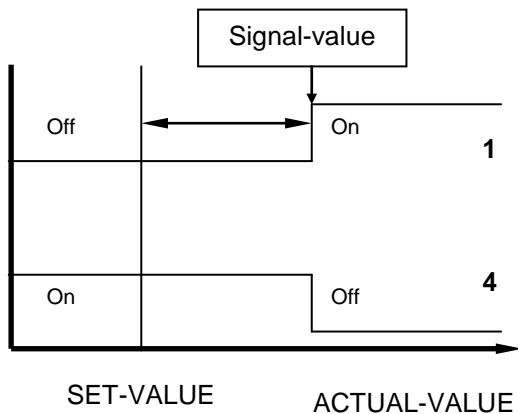 Signal-value
Off
On
1
On
Off
4
SET-VALUE
ACTUAL-VALUE